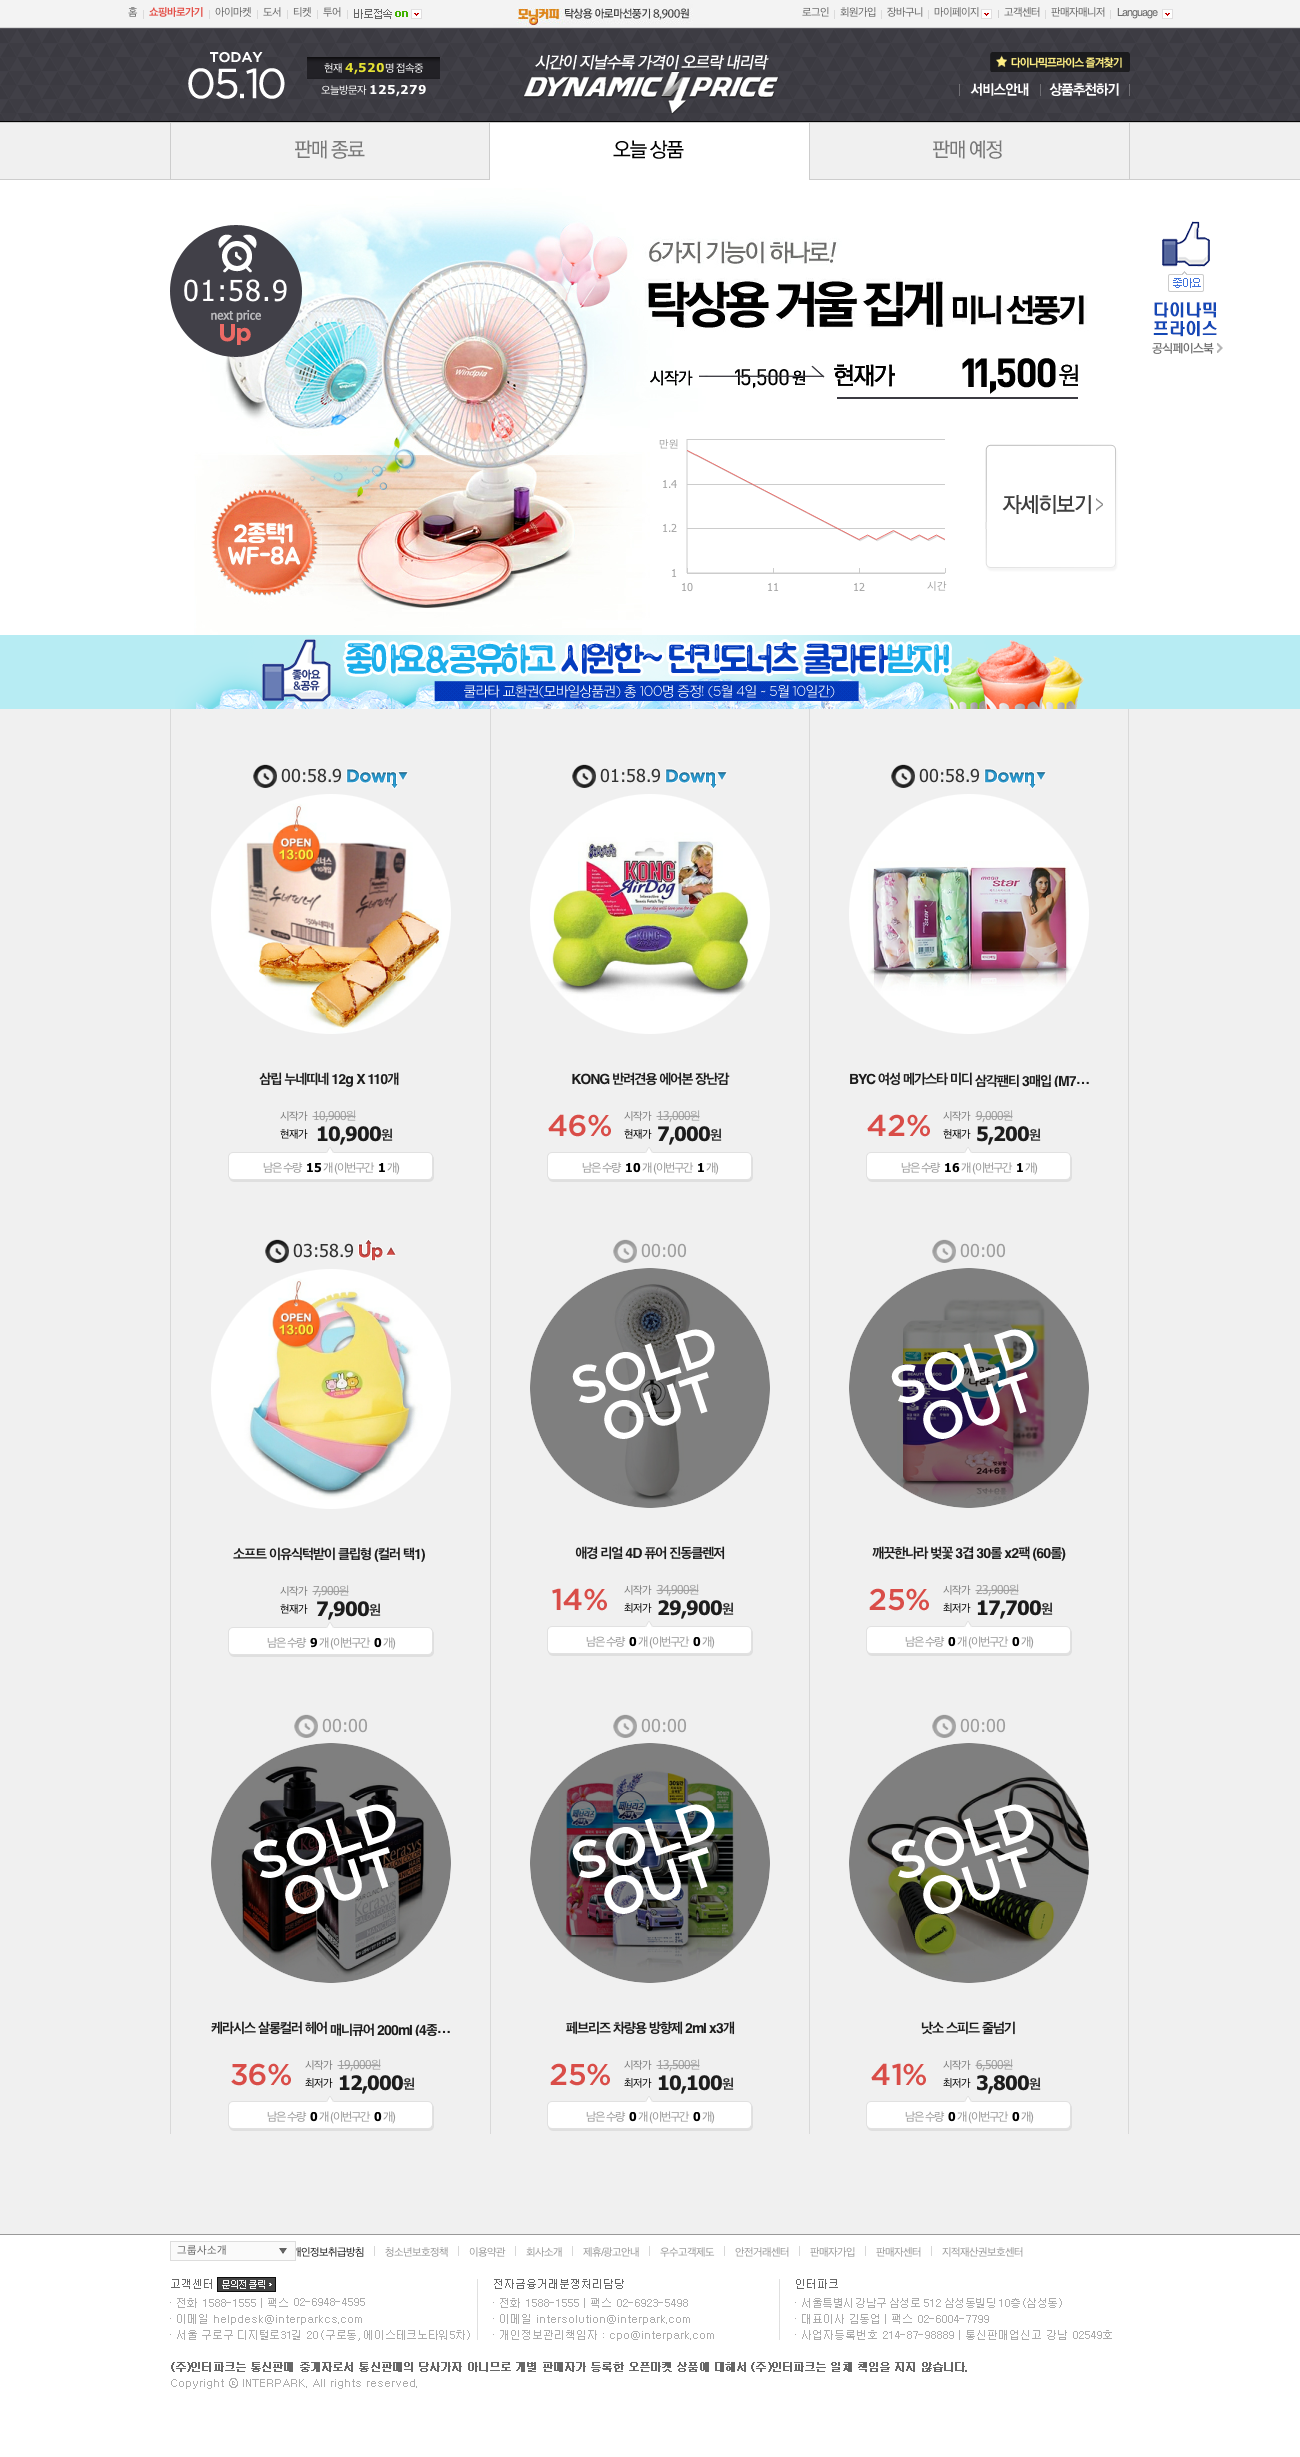 홈 쇼핑바로가기 아이마켓 도서 티켓 투어 바로접속 on
모닝커피 탁상용 아로마선풍기 8,900원
로그인 회원가입 장바구니 마이페이지 고객센터 판매자매니저 Language
TODAY
05.10
현재 4,520명 접속중
오늘방문자 125,279
시간이 지날수록 가격이 오르락 내리락
DYNAMIC PRICE
★ 다이나믹프라이스 즐겨찾기
서비스안내 상품추천하기
판매 종료
오늘 상품
판매 예정
01:58.9
next price
Up
6가지 기능이 하나로!
탁상용 거울 집게 미니 선풍기
시작가 15,500 원 현재가 11,500원
Windpia
2종택1
WF-8A
만원
1.4
1.2
1
10 11 12 시간
자세히보기 >
좋아요
다이나믹
프라이스
공식페이스북 >
좋아요
&공유
좋아요&공유하고 시원한~ 던킨도너츠 쿨라타받자!
쿨라타 교환권(모바일상품권) 총 100명 증정! (5월 4일 - 5월 10일간)
00:58.9 Down▼
OPEN
13:00
누네띠네
삼립 누네띠네 12g X 110개
시작가 10,900원
현재가 10,900원
남은수량 15 개 (이번구간 1 개)
01:58.9 Down▼
KONG
AirDog
KONG
KONG 반려견용 에어본 장난감
46%
시작가 13,000원
현재가 7,000원
남은수량 10 개 (이번구간 1 개)
00:58.9 Down▼
mega
star
BYC 여성 메가스타 미디 삼각팬티 3매입 (M7...
42%
시작가 9,000원
현재가 5,200원
남은수량 16 개 (이번구간 1 개)
03:58.9 Up▲
OPEN
13:00
소프트 이유식턱받이 클립형 (컬러 택1)
시작가 7,900원
현재가 7,900원
남은수량 9 개 (이번구간 0 개)
00:00
SOLD
OUT
애경 리얼 4D 퓨어 진동클렌저
14%
시작가 34,900원
최저가 29,900원
남은수량 0 개 (이번구간 0 개)
00:00
SOLD
OUT
24+6롤
깨끗한나라 벚꽃 3겹 30롤 x2팩 (60롤)
25%
시작가 23,900원
최저가 17,700원
남은수량 0 개 (이번구간 0 개)
00:00
SOLD
OUT
Kerasys
케라시스 살롱컬러 헤어 매니큐어 200ml (4종...
36%
시작가 19,000원
최저가 12,000원
남은수량 0 개 (이번구간 0 개)
00:00
페브리즈
SOLD
OUT
페브리즈 차량용 방향제 2ml x3개
25%
시작가 13,500원
최저가 10,100원
남은수량 0 개 (이번구간 0 개)
00:00
SOLD
OUT
낫소 스피드 줄넘기
41%
시작가 6,500원
최저가 3,800원
남은수량 0 개 (이번구간 0 개)
그룹사소개 ▼ 개인정보취급방침 청소년보호정책 이용약관 회사소개 제휴/광고안내 우수고객제도 안전거래센터 판매자가입 판매자센터 지적재산권보호센터
고객센터 문의전 클릭 ›
· 전화 1588-1555 | 팩스 02-6948-4595
· 이메일 helpdesk@interparkcs.com
· 서울 구로구 디지털로31길 20 (구로동, 에이스테크노타워5차)
전자금융거래분쟁처리담당
· 전화 1588-1555 | 팩스 02-6923-5498
· 이메일 intersolution@interpark.com
· 개인정보관리책임자 : cpo@interpark.com
인터파크
· 서울특별시강남구 삼성로 512 삼성동빌딩 10층 (삼성동)
· 대표이사 김동업 | 팩스 02-6004-7799
· 사업자등록번호 214-87-98889 | 통신판매업신고 강남 02549호
(주)인터파크는 통신판매 중개자로서 통신판매의 당사자가 아니므로 개별 판매자가 등록한 오픈마켓 상품에 대해서 (주)인터파크는 일체 책임을 지지 않습니다.
Copyright ⓒ INTERPARK. All rights reserved.